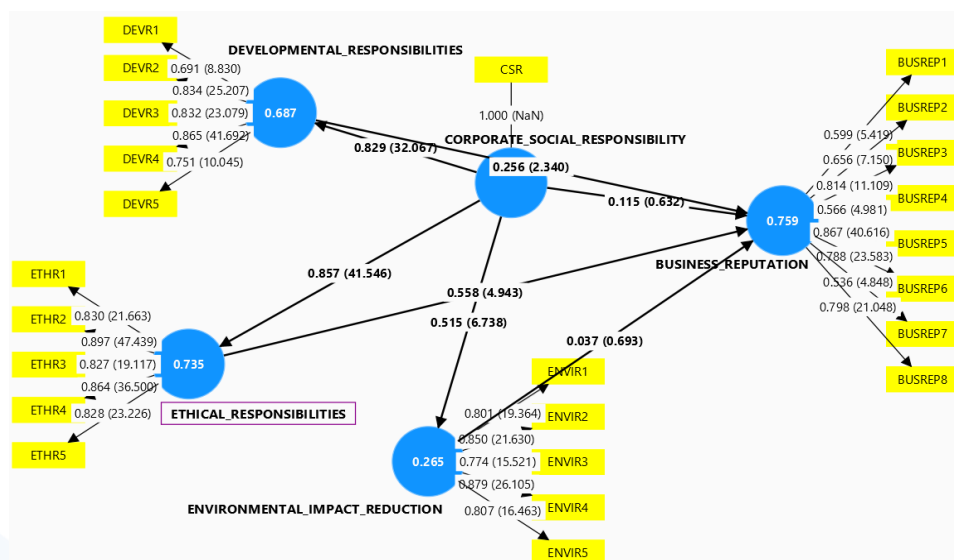 DEVR1
DEVR2
DEVR3
DEVR4
DEVR5
0.691 (8.830)
0.834 (25.207)
0.832 (23.079)
0.865 (41.692)
0.751 (10.045)
DEVELOPMENTAL_RESPONSIBILITIES
0.687
CSR
1.000 (NaN)
CORPORATE_SOCIAL_RESPONSIBILITY
0.829 (32.067)
0.256 (2.340)
0.115 (0.632)
BUSREP1
BUSREP2
BUSREP3
BUSREP4
BUSREP5
BUSREP6
BUSREP7
BUSREP8
0.599 (5.419)
0.656 (7.150)
0.814 (11.109)
0.566 (4.981)
0.867 (40.616)
0.788 (23.583)
0.536 (4.848)
0.798 (21.048)
0.759
BUSINESS_REPUTATION
0.857 (41.546)
0.558 (4.943)
0.515 (6.738)
0.037 (0.693)
ETHR1
ETHR2
ETHR3
ETHR4
ETHR5
0.830 (21.663)
0.897 (47.439)
0.827 (19.117)
0.864 (36.500)
0.828 (23.226)
0.735
ETHICAL_RESPONSIBILITIES
ENVIR1
ENVIR2
ENVIR3
ENVIR4
ENVIR5
0.801 (19.364)
0.850 (21.630)
0.774 (15.521)
0.879 (26.105)
0.807 (16.463)
0.265
ENVIRONMENTAL_IMPACT_REDUCTION